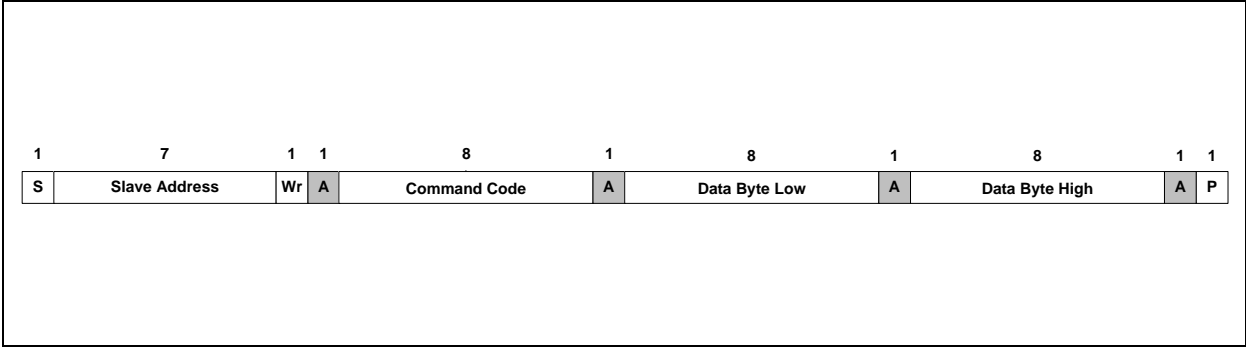 1 7 1 1 8 1 8 1 8 1 1
S Slave Address Wr A Command Code A Data Byte Low A Data Byte High A P